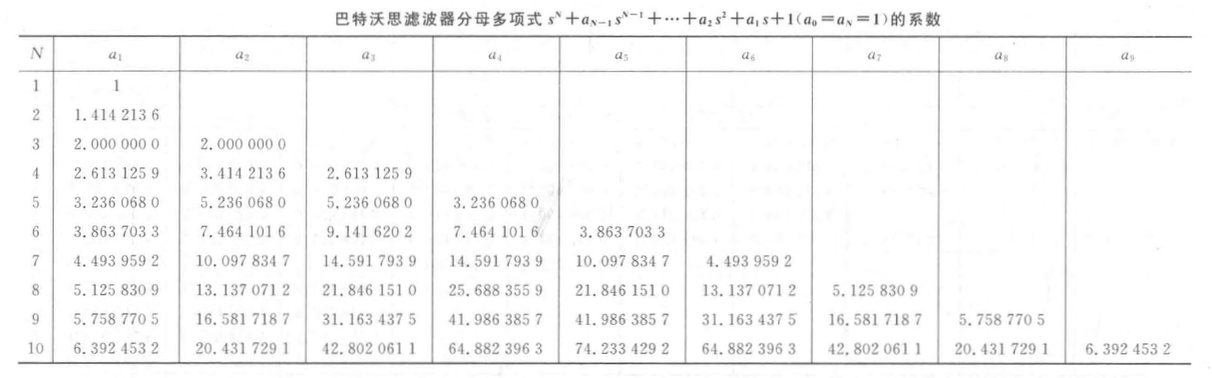 巴特沃思滤波器分母多项式 s^N+a_{N-1}s^{N-1}+⋯+a_2s^2+a_1s+1(a_0=a_N=1)的系数
N a_1 a_2 a_3 a_4 a_5 a_6 a_7 a_8 a_9
1 1
2 1.414 213 6
3 2.000 000 0 2.000 000 0
4 2.613 125 9 3.414 213 6 2.613 125 9
5 3.236 068 0 5.236 068 0 5.236 068 0 3.236 068 0
6 3.863 703 3 7.464 101 6 9.141 620 2 7.464 101 6 3.863 703 3
7 4.493 959 2 10.097 834 7 14.591 793 9 14.591 793 9 10.097 834 7 4.493 959 2
8 5.125 830 9 13.137 071 2 21.846 151 0 25.688 355 9 21.846 151 0 13.137 071 2 5.125 830 9
9 5.758 770 5 16.581 718 7 31.163 437 5 41.986 385 7 41.986 385 7 31.163 437 5 16.581 718 7 5.758 770 5
10 6.392 453 2 20.431 729 1 42.802 061 1 64.882 396 3 74.233 429 2 64.882 396 3 42.802 061 1 20.431 729 1 6.392 453 2